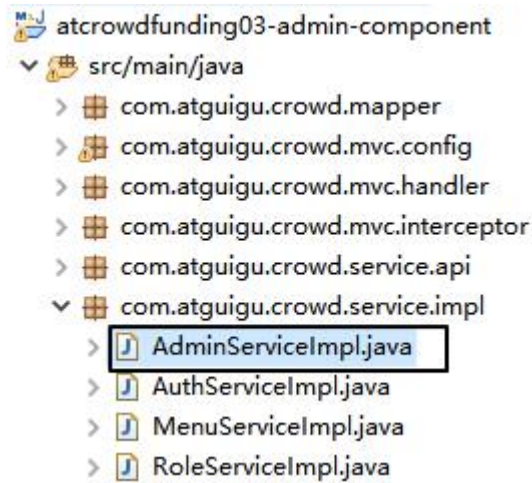 atcrowdfunding03-admin-component
src/main/java
com.atguigu.crowd.mapper
com.atguigu.crowd.mvc.config
com.atguigu.crowd.mvc.handler
com.atguigu.crowd.mvc.interceptor
com.atguigu.crowd.service.api
com.atguigu.crowd.service.impl
AdminServiceImpl.java
AuthServiceImpl.java
MenuServiceImpl.java
RoleServiceImpl.java